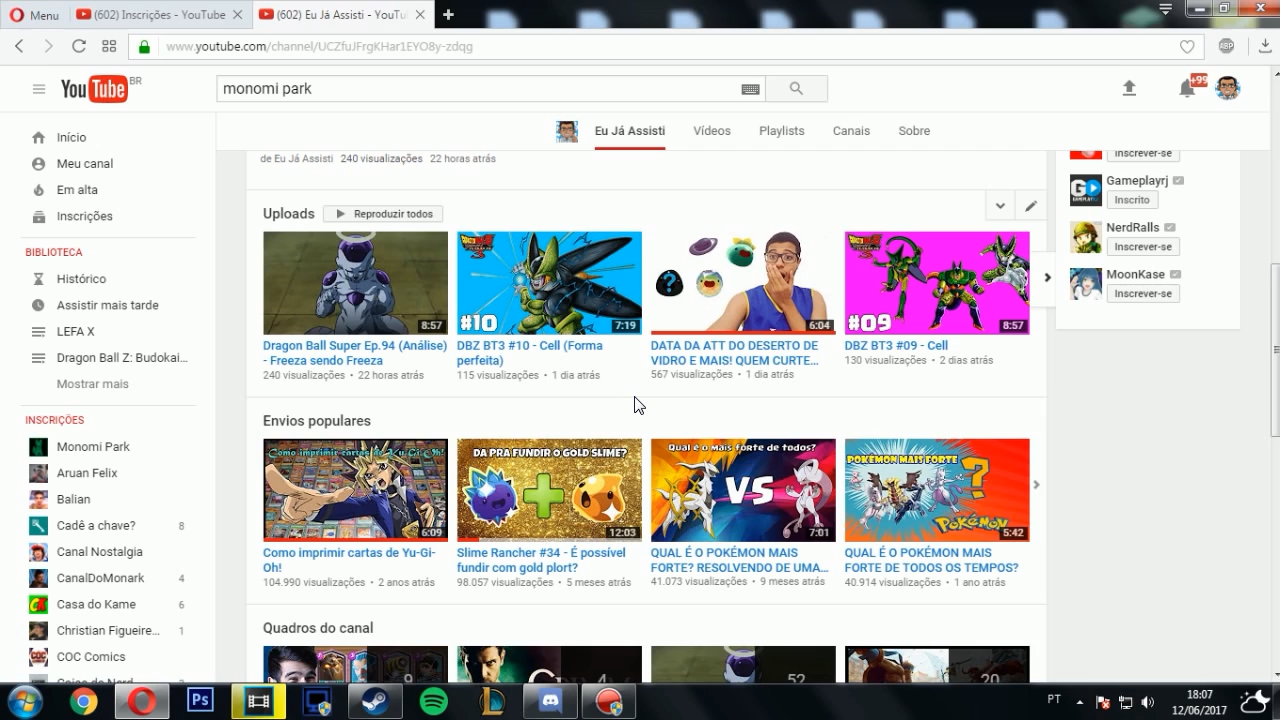 Menu
(602) Inscrições - YouTube
(602) Eu Já Assisti - YouTu
www.youtube.com/channel/UCZfuJFrgKHar1EYO8y-zdqg
ABP
YouTube BR
monomi park
+99
Eu Já Assisti
Vídeos
Playlists
Canais
Sobre
Início
Meu canal
Em alta
Inscrições
BIBLIOTECA
Histórico
Assistir mais tarde
LEFA X
Dragon Ball Z: Budokai...
Mostrar mais
INSCRIÇÕES
Monomi Park
Aruan Felix
Balian
Cadê a chave? 8
Canal Nostalgia
CanalDoMonark 4
Casa do Kame 6
Christian Figueire... 1
COC Comics
de Eu Já Assisti 240 visualizações 22 horas atrás
Uploads
Reproduzir todos
8:57
Dragon Ball Super Ep.94 (Análise)
- Freeza sendo Freeza
240 visualizações • 22 horas atrás
#10
7:19
DBZ BT3 #10 - Cell (Forma
perfeita)
115 visualizações • 1 dia atrás
?
6:04
DATA DA ATT DO DESERTO DE
VIDRO E MAIS! QUEM CURTE...
567 visualizações • 1 dia atrás
#09
8:57
DBZ BT3 #09 - Cell
130 visualizações • 2 dias atrás
Envios populares
Como imprimir cartas de Yu-Gi-Oh!
6:09
Como imprimir cartas de Yu-Gi-
Oh!
104.990 visualizações • 2 anos atrás
DA PRA FUNDIR O GOLD SLIME?
12:03
Slime Rancher #34 - É possível
fundir com gold plort?
98.057 visualizações • 5 meses atrás
Qual é o mais forte de todos?
VS
7:01
QUAL É O POKÉMON MAIS
FORTE? RESOLVENDO DE UMA...
41.073 visualizações • 9 meses atrás
POKÉMON MAIS FORTE
?
Pokémon
5:42
QUAL É O POKÉMON MAIS
FORTE DE TODOS OS TEMPOS?
40.914 visualizações • 1 ano atrás
Quadros do canal
9
4
52
20
Inscrever-se
Gameplayrj
Inscrito
NerdRalls
Inscrever-se
MoonKase
Inscrever-se
Ps
PT
18:07
12/06/2017